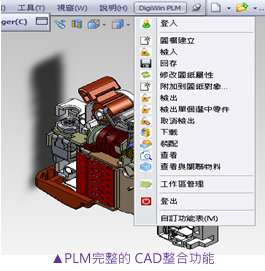 I) 工具(T) 視窗(W) 說明(H) DigiWin PLM
ger(C)
登入
圖檔建立
檢入
回存
修改圖紙屬性
附加到圖紙對象...
檢出
檢出單個選中零件
取消檢出
下載
裝配
查看
查看與關聯物料
工作區管理
登出
自訂功能表(M)
▲PLM完整的 CAD整合功能